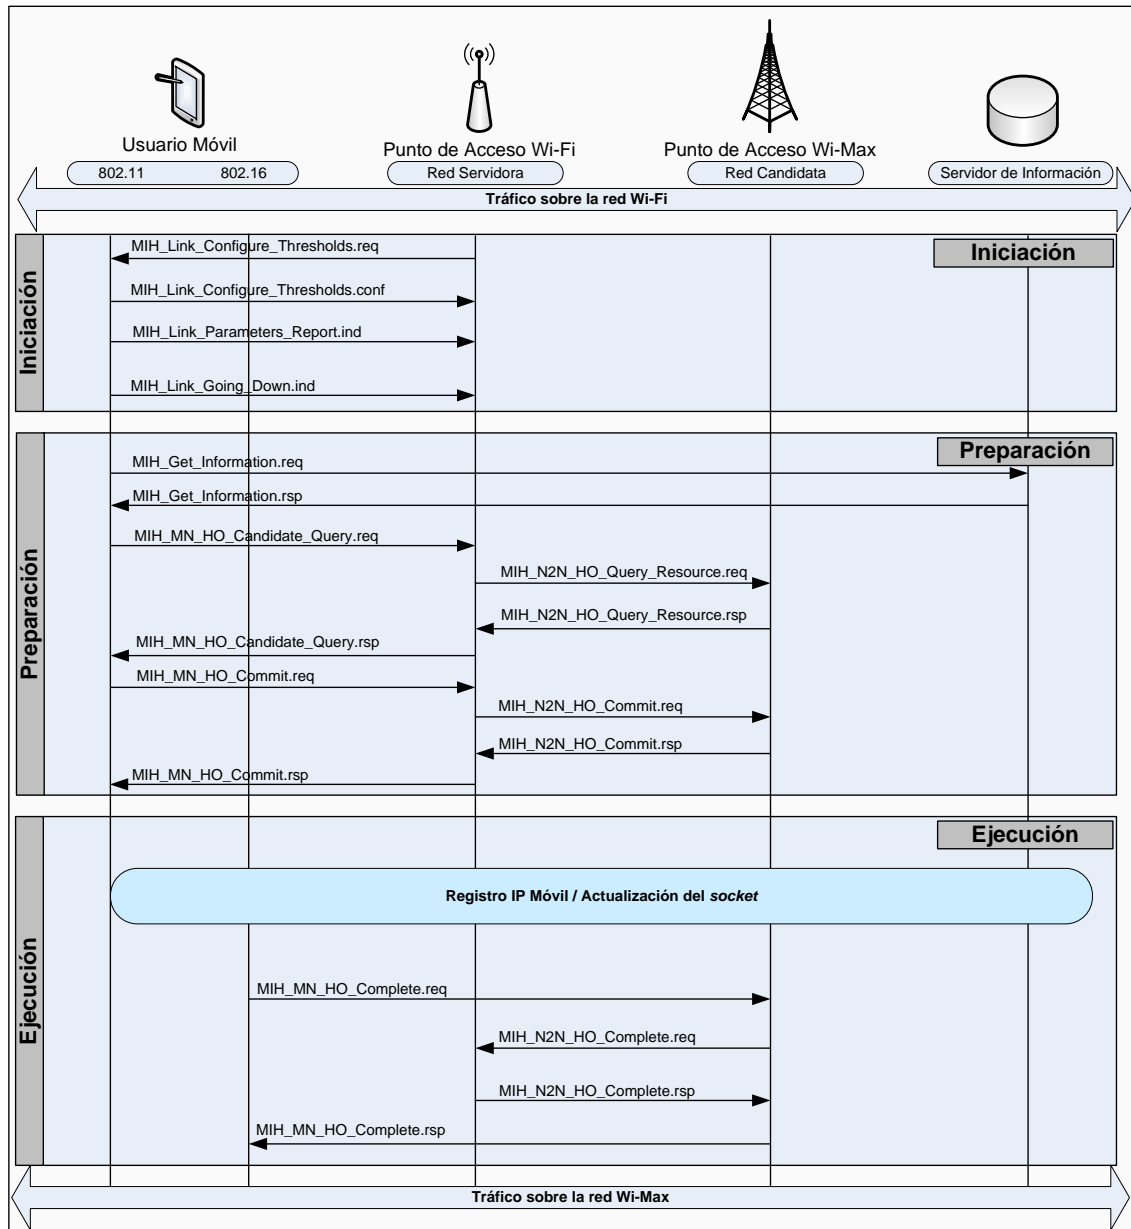 Usuario Móvil
Punto de Acceso Wi-Fi
Punto de Acceso Wi-Max
802.11
802.16
Red Servidora
Red Candidata
Servidor de Información
Tráfico sobre la red Wi-Fi
Iniciación
Iniciación
MIH_Link_Configure_Thresholds.req
MIH_Link_Configure_Thresholds.conf
MIH_Link_Parameters_Report.ind
MIH_Link_Going_Down.ind
Preparación
Preparación
MIH_Get_Information.req
MIH_Get_Information.rsp
MIH_MN_HO_Candidate_Query.req
MIH_N2N_HO_Query_Resource.req
MIH_N2N_HO_Query_Resource.rsp
MIH_MN_HO_Candidate_Query.rsp
MIH_MN_HO_Commit.req
MIH_N2N_HO_Commit.req
MIH_N2N_HO_Commit.rsp
MIH_MN_HO_Commit.rsp
Ejecución
Ejecución
Registro IP Móvil / Actualización del socket
MIH_MN_HO_Complete.req
MIH_N2N_HO_Complete.req
MIH_N2N_HO_Complete.rsp
MIH_MN_HO_Complete.rsp
Tráfico sobre la red Wi-Max